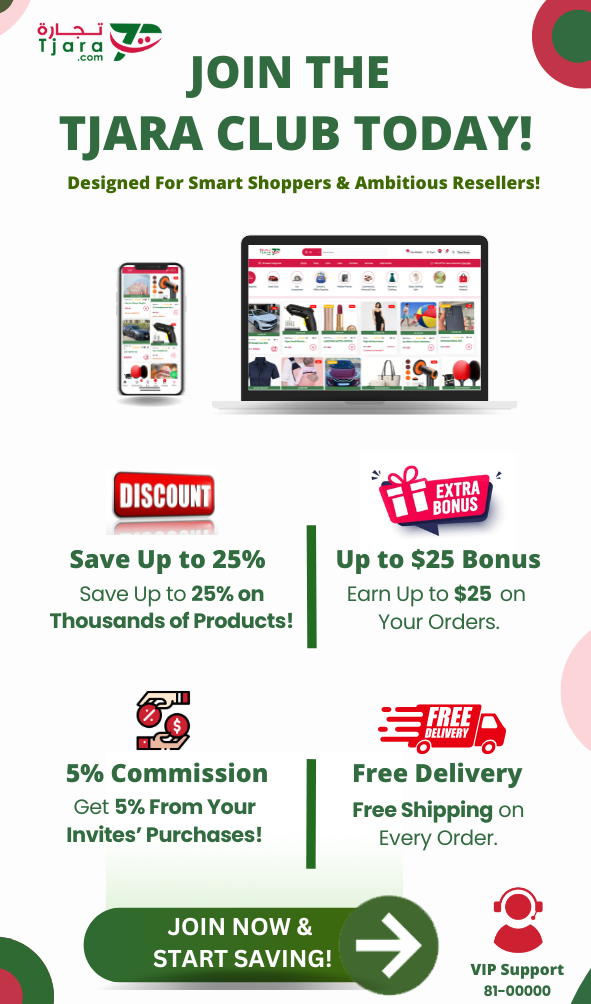 تجارة
Tjara
.com
JOIN THE
TJARA CLUB TODAY!
Designed For Smart Shoppers & Ambitious Resellers!
DISCOUNT
Save Up to 25%
Save Up to 25% on
Thousands of Products!
EXTRA
BONUS
Up to $25 Bonus
Earn Up to $25 on
Your Orders.
5% Commission
Get 5% From Your
Invites’ Purchases!
FREE
DELIVERY
Free Delivery
Free Shipping on
Every Order.
JOIN NOW &
START SAVING!
VIP Support
81-00000